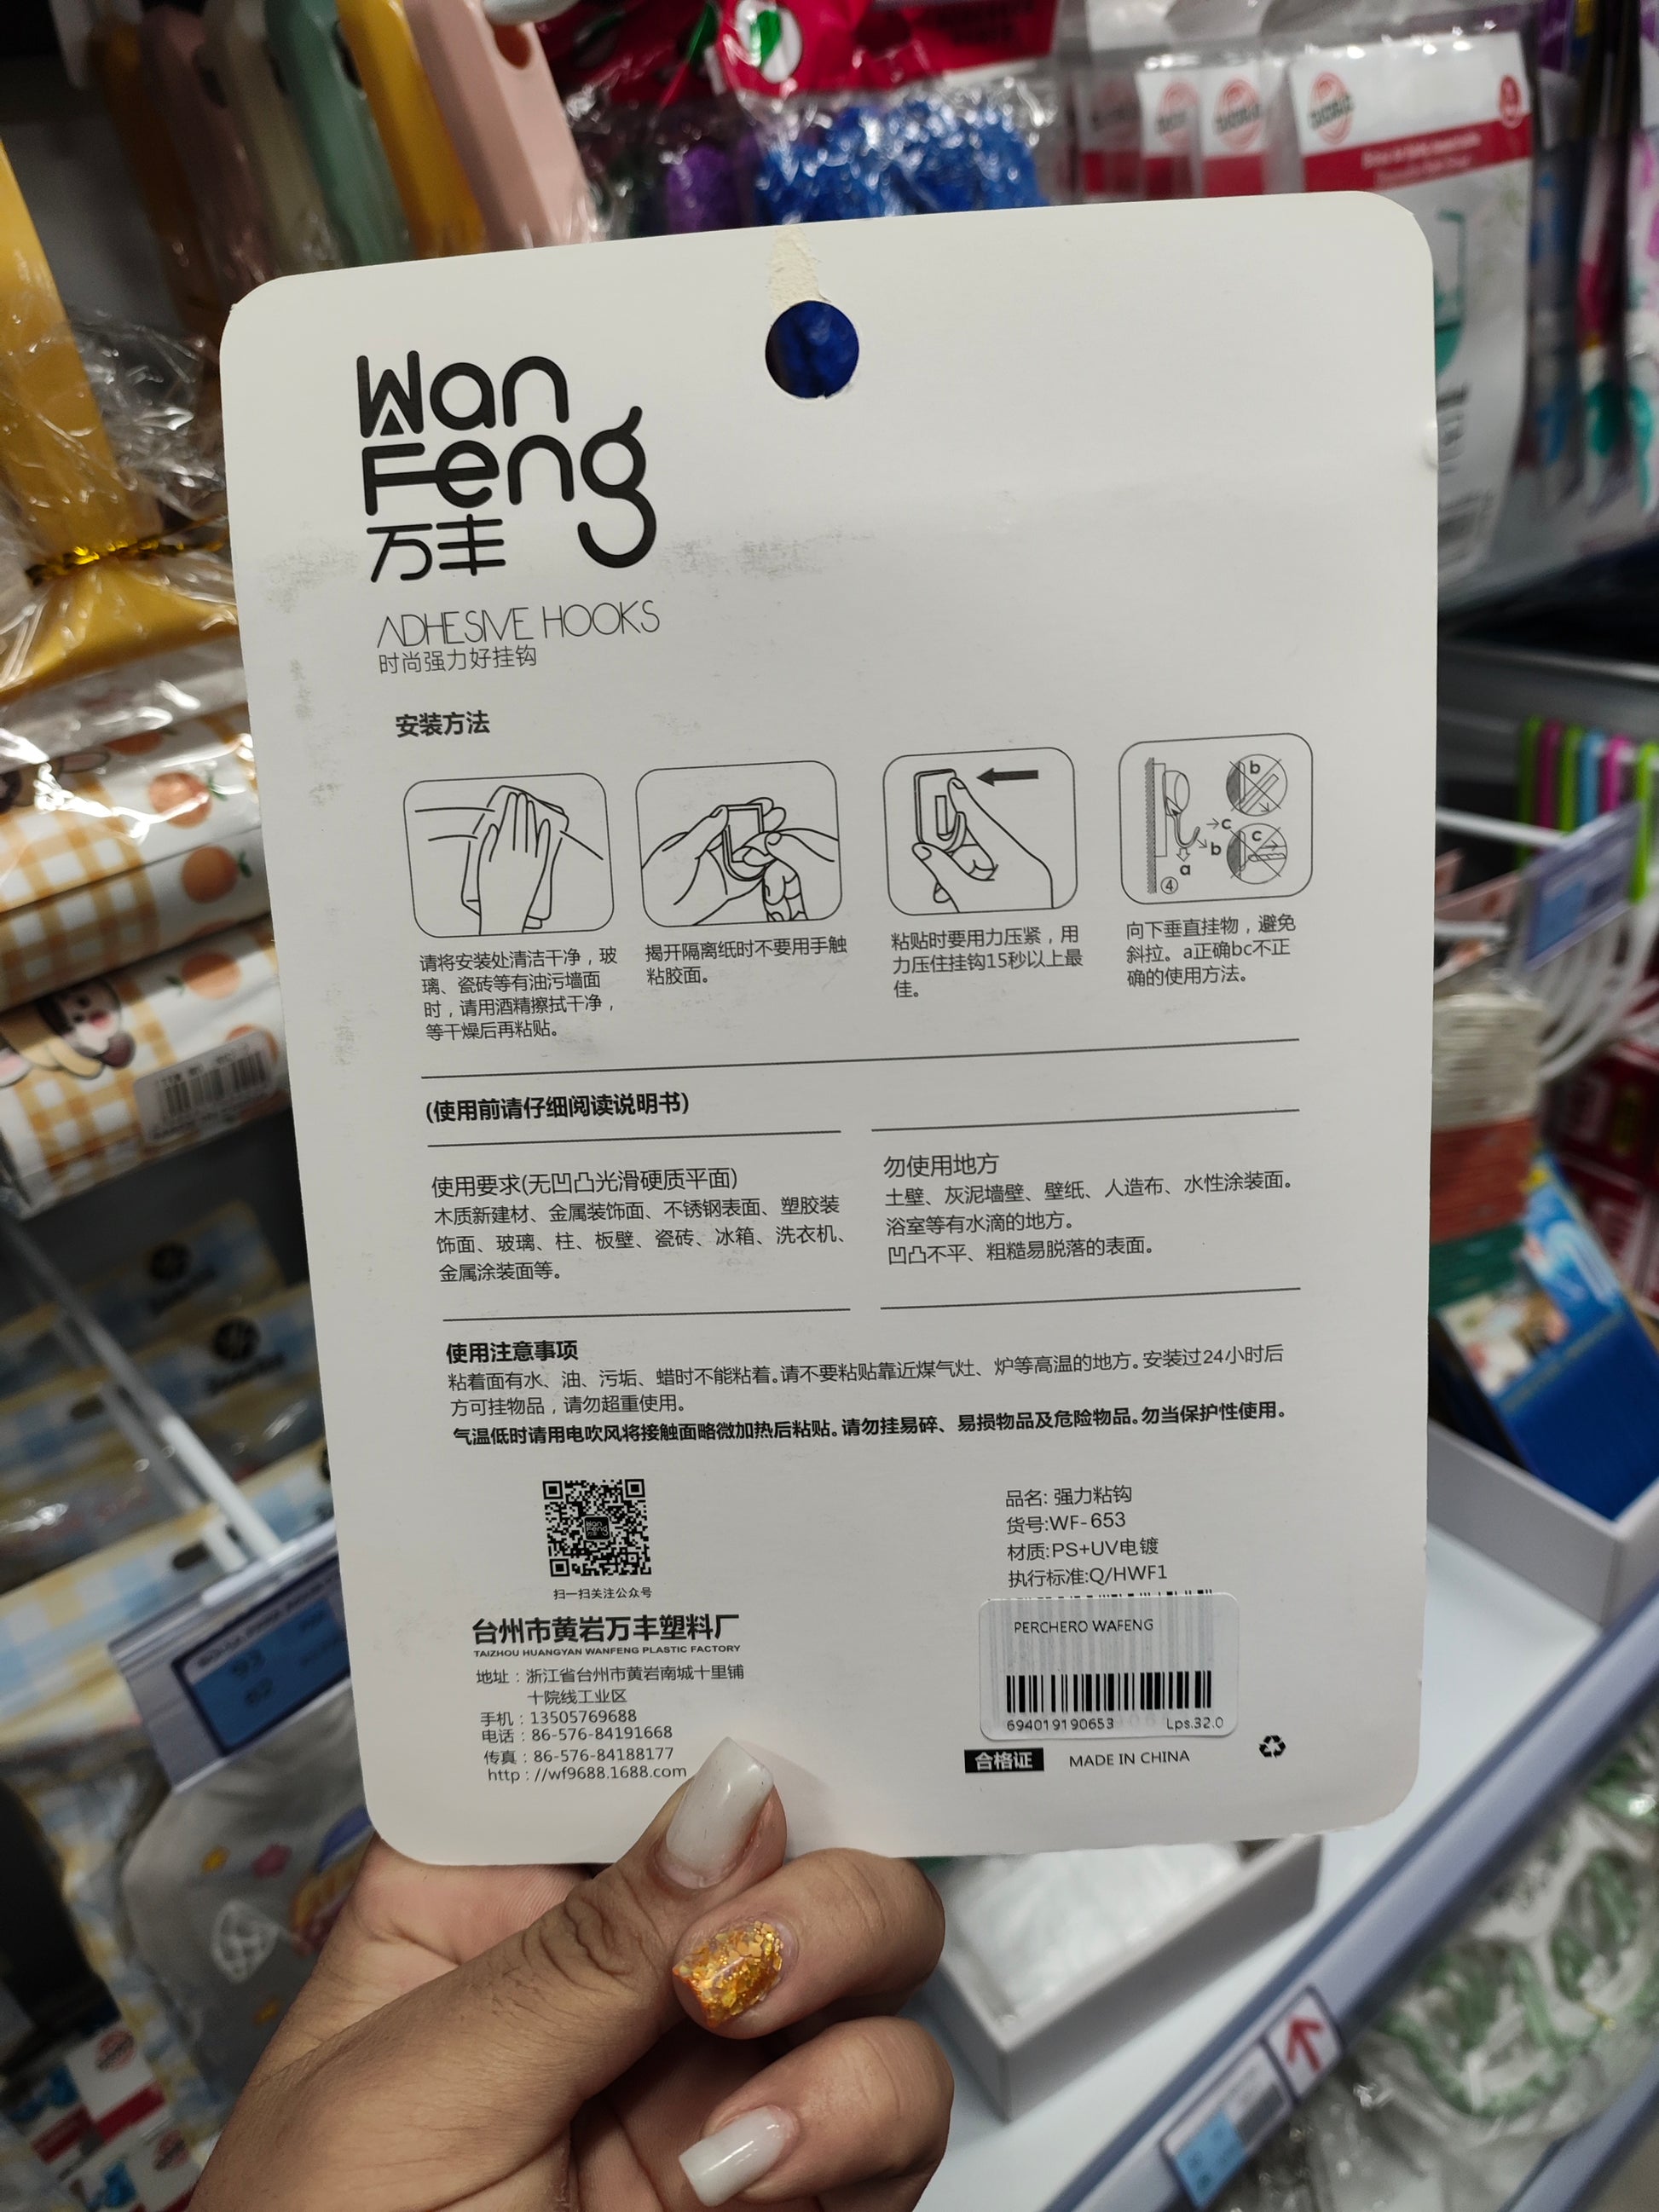 Wan
Feng
万丰
ADHESIVE HOOKS
时尚强力好挂钩
安装方法
b
c
c
b
a
④
请将安装处清洁干净，玻
璃、瓷砖等有油污墙面
时，请用酒精擦拭干净，
等干燥后再粘贴。
揭开隔离纸时不要用手触
粘胶面。
粘贴时要用力压紧，用
力压住挂钩15秒以上最
佳。
向下垂直挂物，避免
斜拉。a正确bc不正
确的使用方法。
(使用前请仔细阅读说明书)
使用要求(无凹凸光滑硬质平面)
木质新建材、金属装饰面、不锈钢表面、塑胶装
饰面、玻璃、柱、板壁、瓷砖、冰箱、洗衣机、
金属涂装面等。
勿使用地方
土壁、灰泥墙壁、壁纸、人造布、水性涂装面。
浴室等有水滴的地方。
凹凸不平、粗糙易脱落的表面。
使用注意事项
粘着面有水、油、污垢、蜡时不能粘着。请不要粘贴靠近煤气灶、炉等高温的地方。安装过24小时后
方可挂物品，请勿超重使用。
气温低时请用电吹风将接触面略微加热后粘贴。请勿挂易碎、易损物品及危险物品。勿当保护性使用。
扫一扫关注公众号
台州市黄岩万丰塑料厂
TAIZHOU HUANGYAN WANFENG PLASTIC FACTORY
地址：浙江省台州市黄岩南城十里铺
十院线工业区
手机：13505769688
电话：86-576-84191668
传真：86-576-84188177
http：//wf9688.1688.com
品名: 强力粘钩
货号:WF-653
材质:PS+UV电镀
执行标准:Q/HWF1
PERCHERO WAFENG
694019190653 Lps.32.0
合格证 MADE IN CHINA